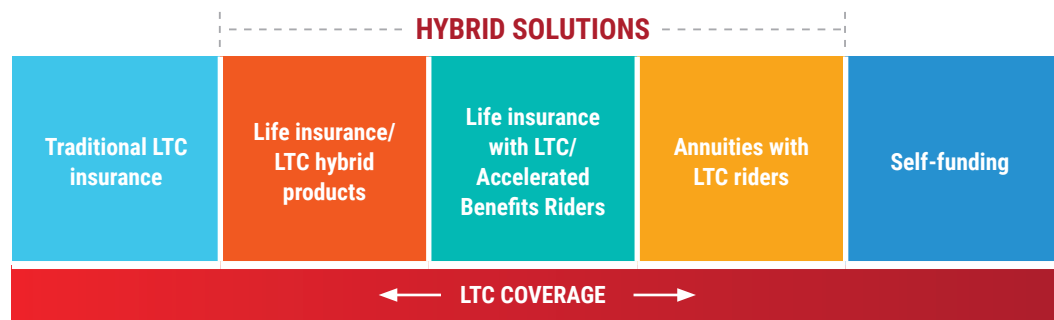 HYBRID SOLUTIONS
Traditional LTC
insurance
Life insurance/
LTC hybrid
products
Life insurance
with LTC/
Accelerated
Benefits Riders
Annuities with
LTC riders
Self-funding
LTC COVERAGE